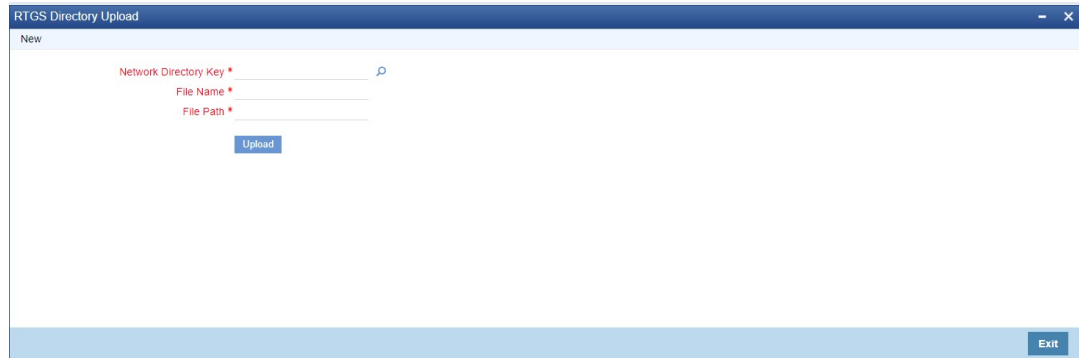 RTGS Directory Upload
New
Network Directory Key *
File Name *
File Path *
Upload
Exit